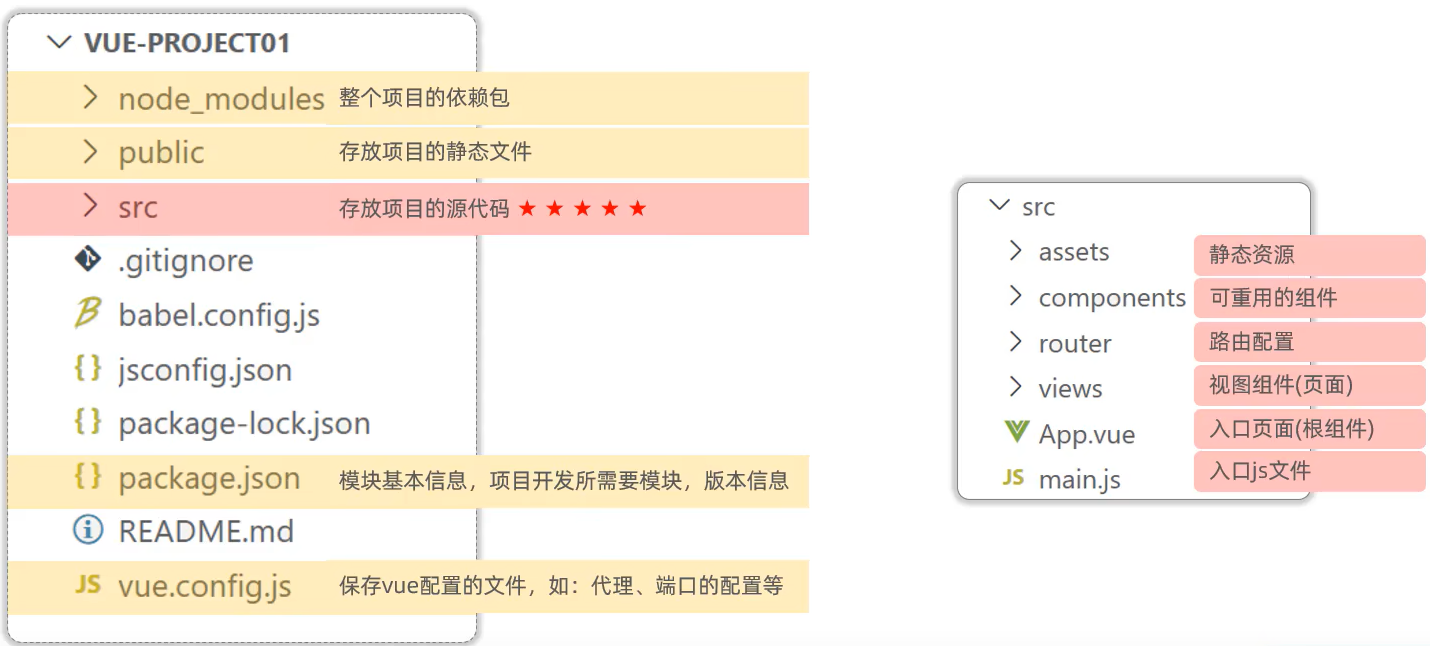 VUE-PROJECT01
node_modules 整个项目的依赖包
public 存放项目的静态文件
src 存放项目的源代码 ★ ★ ★ ★ ★
.gitignore
babel.config.js
jsconfig.json
package-lock.json
package.json 模块基本信息，项目开发所需要模块，版本信息
README.md
JS vue.config.js 保存vue配置的文件，如：代理、端口的配置等
src
assets 静态资源
components 可重用的组件
router 路由配置
views 视图组件(页面)
App.vue 入口页面(根组件)
JS main.js 入口js文件